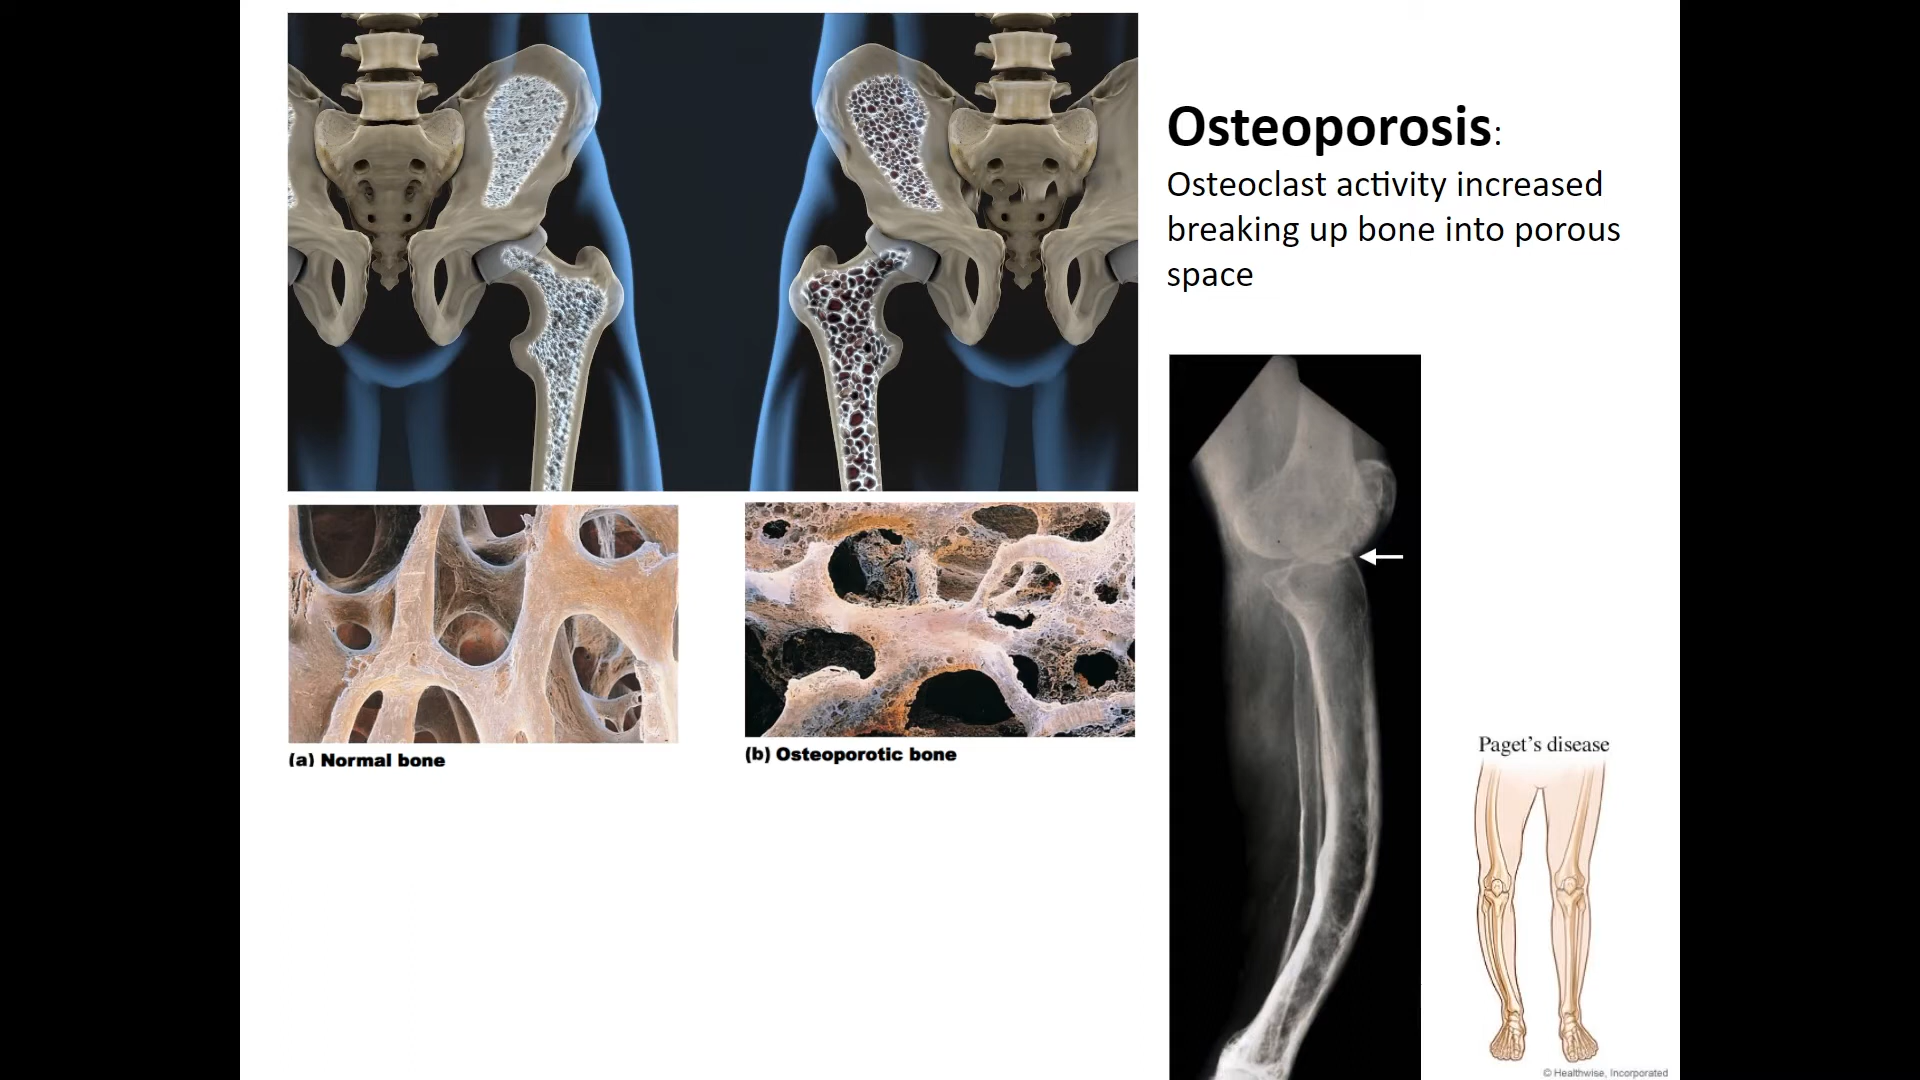 Osteoporosis:
Osteoclast activity increased
breaking up bone into porous
space
(a) Normal bone
(b) Osteoporotic bone
Paget's disease
© Healthwise, Incorporated